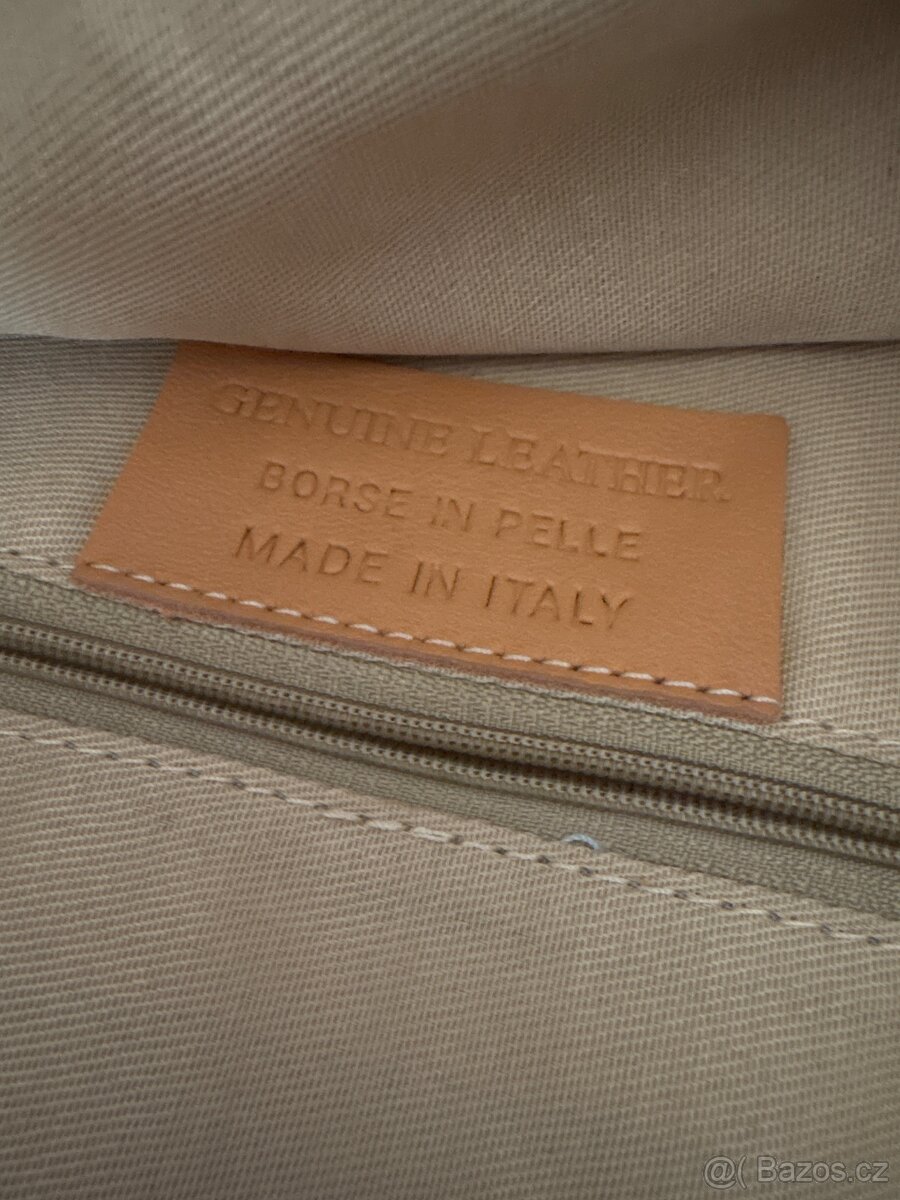 GENUINE LEATHER
BORSE IN PELLE
MADE IN ITALY
@( Bazos.cz